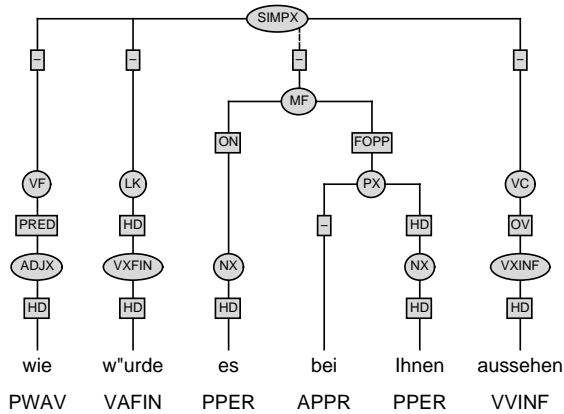 SIMPX
– – – –
MF
ON FOPP
VF LK PX VC
PRED HD – HD OV
ADJX VXFIN NX NX VXINF
HD HD HD HD HD
wie w"urde es bei Ihnen aussehen
PWAV VAFIN PPER APPR PPER VVINF